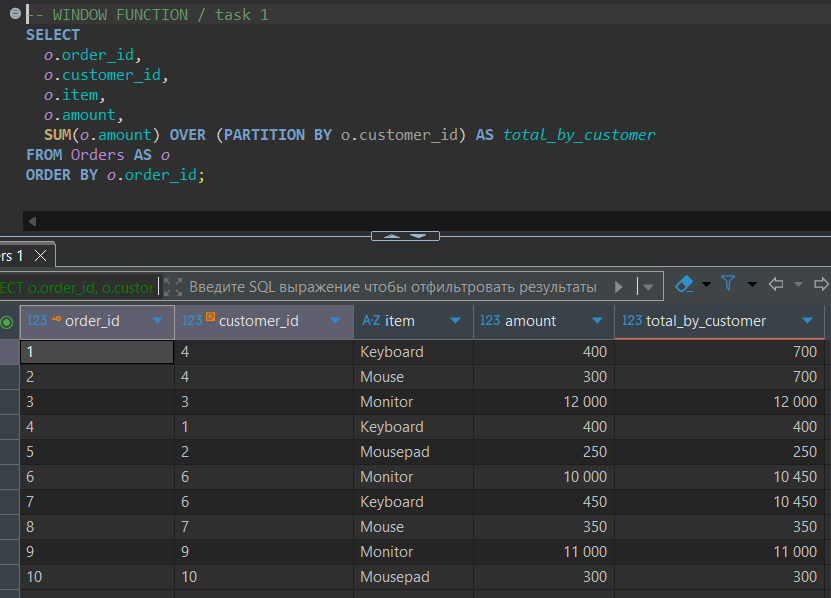 -- WINDOW FUNCTION / task 1
SELECT
o.order_id,
o.customer_id,
o.item,
o.amount,
SUM(o.amount) OVER (PARTITION BY o.customer_id) AS total_by_customer
FROM Orders AS o
ORDER BY o.order_id;
rs 1
ECT o.order_id, o.custor Введите SQL выражение чтобы отфильтровать результаты
123 order_id 123 customer_id A-Z item 123 amount 123 total_by_customer
1 4 Keyboard 400 700
2 4 Mouse 300 700
3 3 Monitor 12 000 12 000
4 1 Keyboard 400 400
5 2 Mousepad 250 250
6 6 Monitor 10 000 10 450
7 6 Keyboard 450 10 450
8 7 Mouse 350 350
9 9 Monitor 11 000 11 000
10 10 Mousepad 300 300